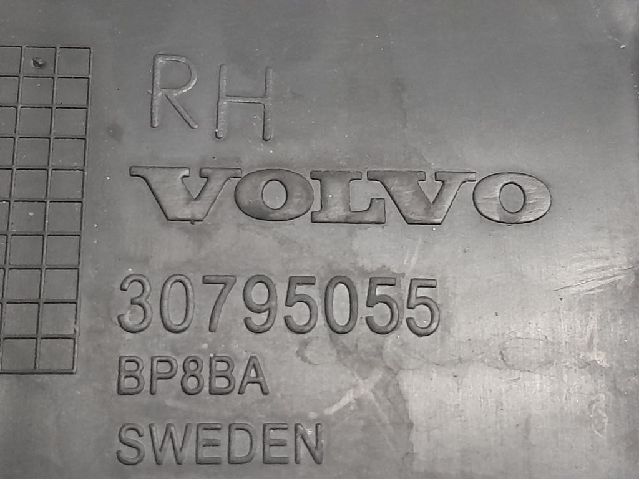 RH
VOLVO
30795055
BP8BA
SWEDEN